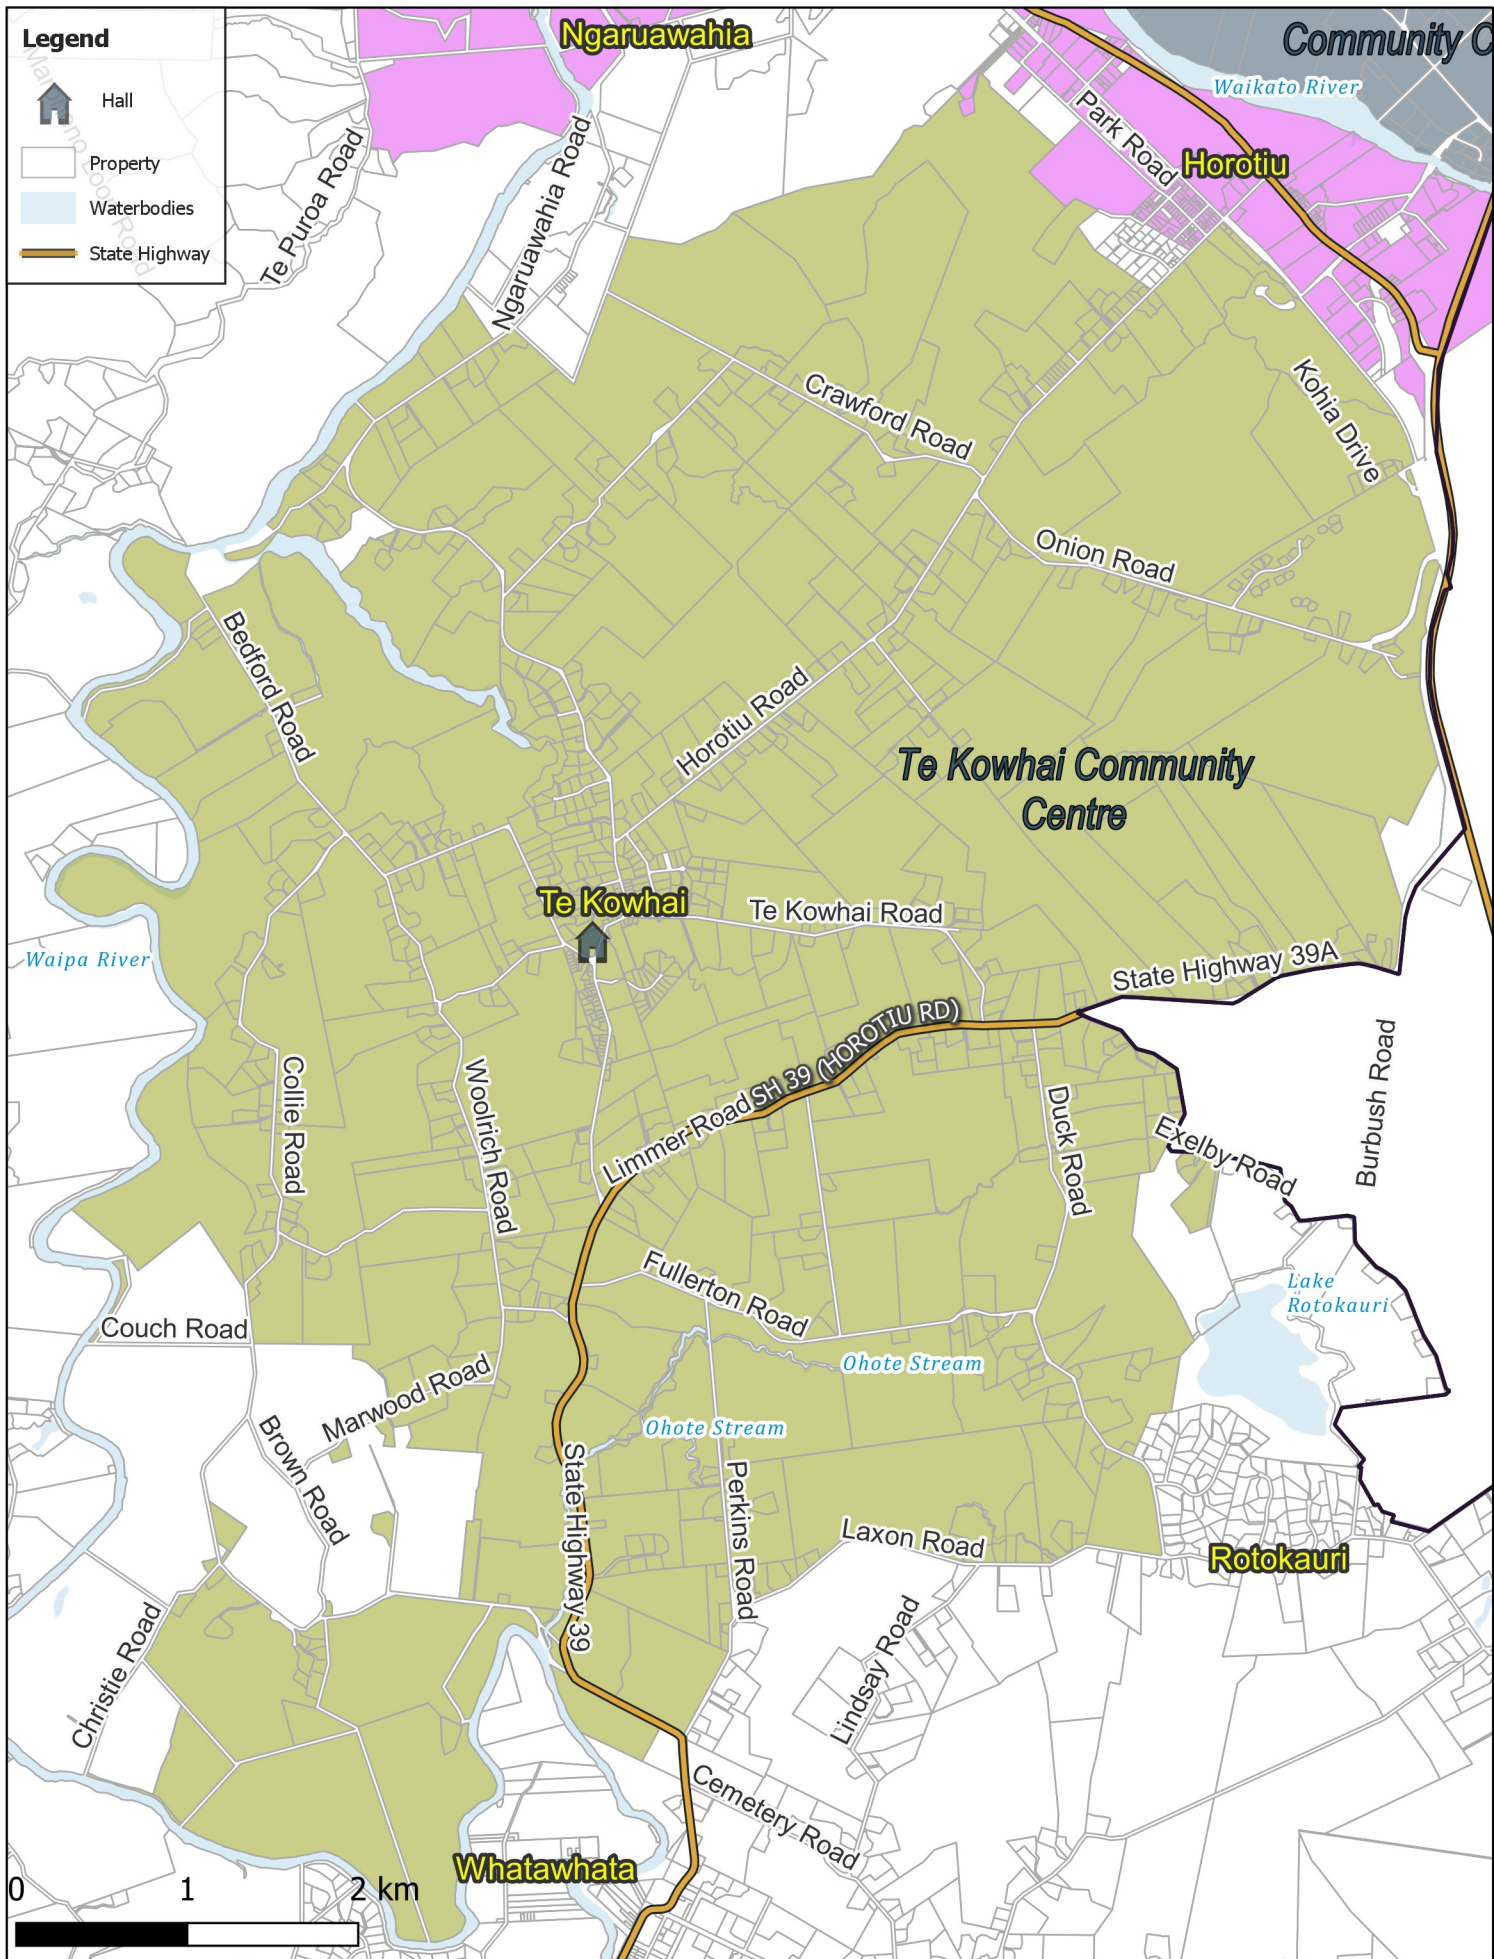 Legend
Hall
Property
Waterbodies
State Highway
Ngaruawahia
Community C
Waikato River
Park Road
Horotiu
Te Puroa Road
Ngaruawahia Road
Kohia Drive
Crawford Road
Onion Road
Bedford Road
Horotiu Road
Te Kowhai Community
Centre
Te Kowhai
Te Kowhai Road
Waipa River
State Highway 39A
SH 39 (HOROTIU RD)
Burbush Road
Collie Road
Woolrich Road
Limmer Road
Duck Road
Exelby Road
Fullerton Road
Lake
Rotokauri
Couch Road
Ohote Stream
Marwood Road
Ohote Stream
Brown Road
State Highway 39
Perkins Road
Laxon Road
Rotokauri
Christie Road
Lindsay Road
Cemetery Road
Whatawhata
0 1 2 km